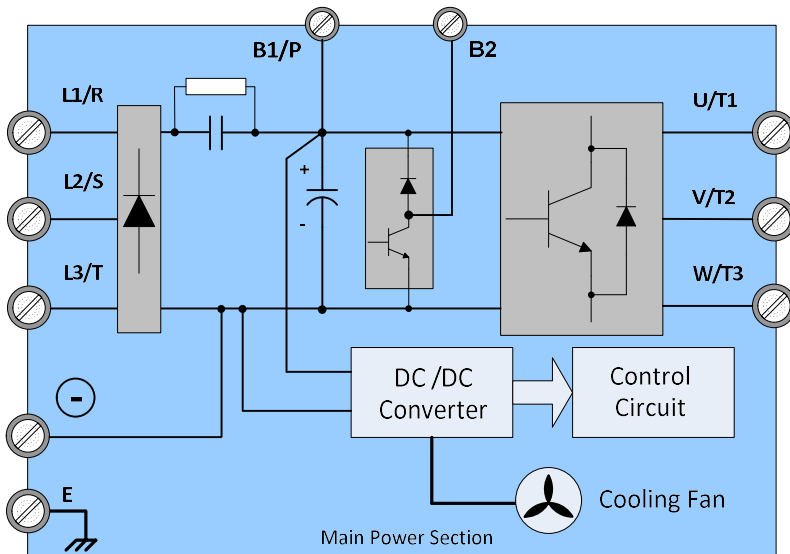 B1/P
B2
L1/R
U/T1
L2/S
V/T2
+
-
L3/T
W/T3
-
DC /DC
Converter
Control
Circuit
E
Cooling Fan
Main Power Section